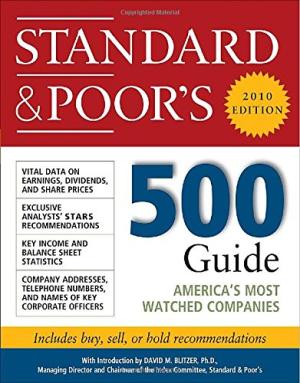 STANDARD
& POOR'S
2010
EDITION
VITAL DATA ON
EARNINGS, DIVIDENDS,
AND SHARE PRICES
EXCLUSIVE
ANALYSTS' STARS
RECOMMENDATIONS
KEY INCOME AND
BALANCE SHEET
STATISTICS
COMPANY ADDRESSES,
TELEPHONE NUMBERS,
AND NAMES OF KEY
CORPORATE OFFICERS
500
Guide
AMERICA'S MOST
WATCHED COMPANIES
Includes buy, sell, or hold recommendations
With Introduction by DAVID M. BLITZER, Ph.D.,
Managing Director and Chairman of the Index Committee, Standard & Poor's